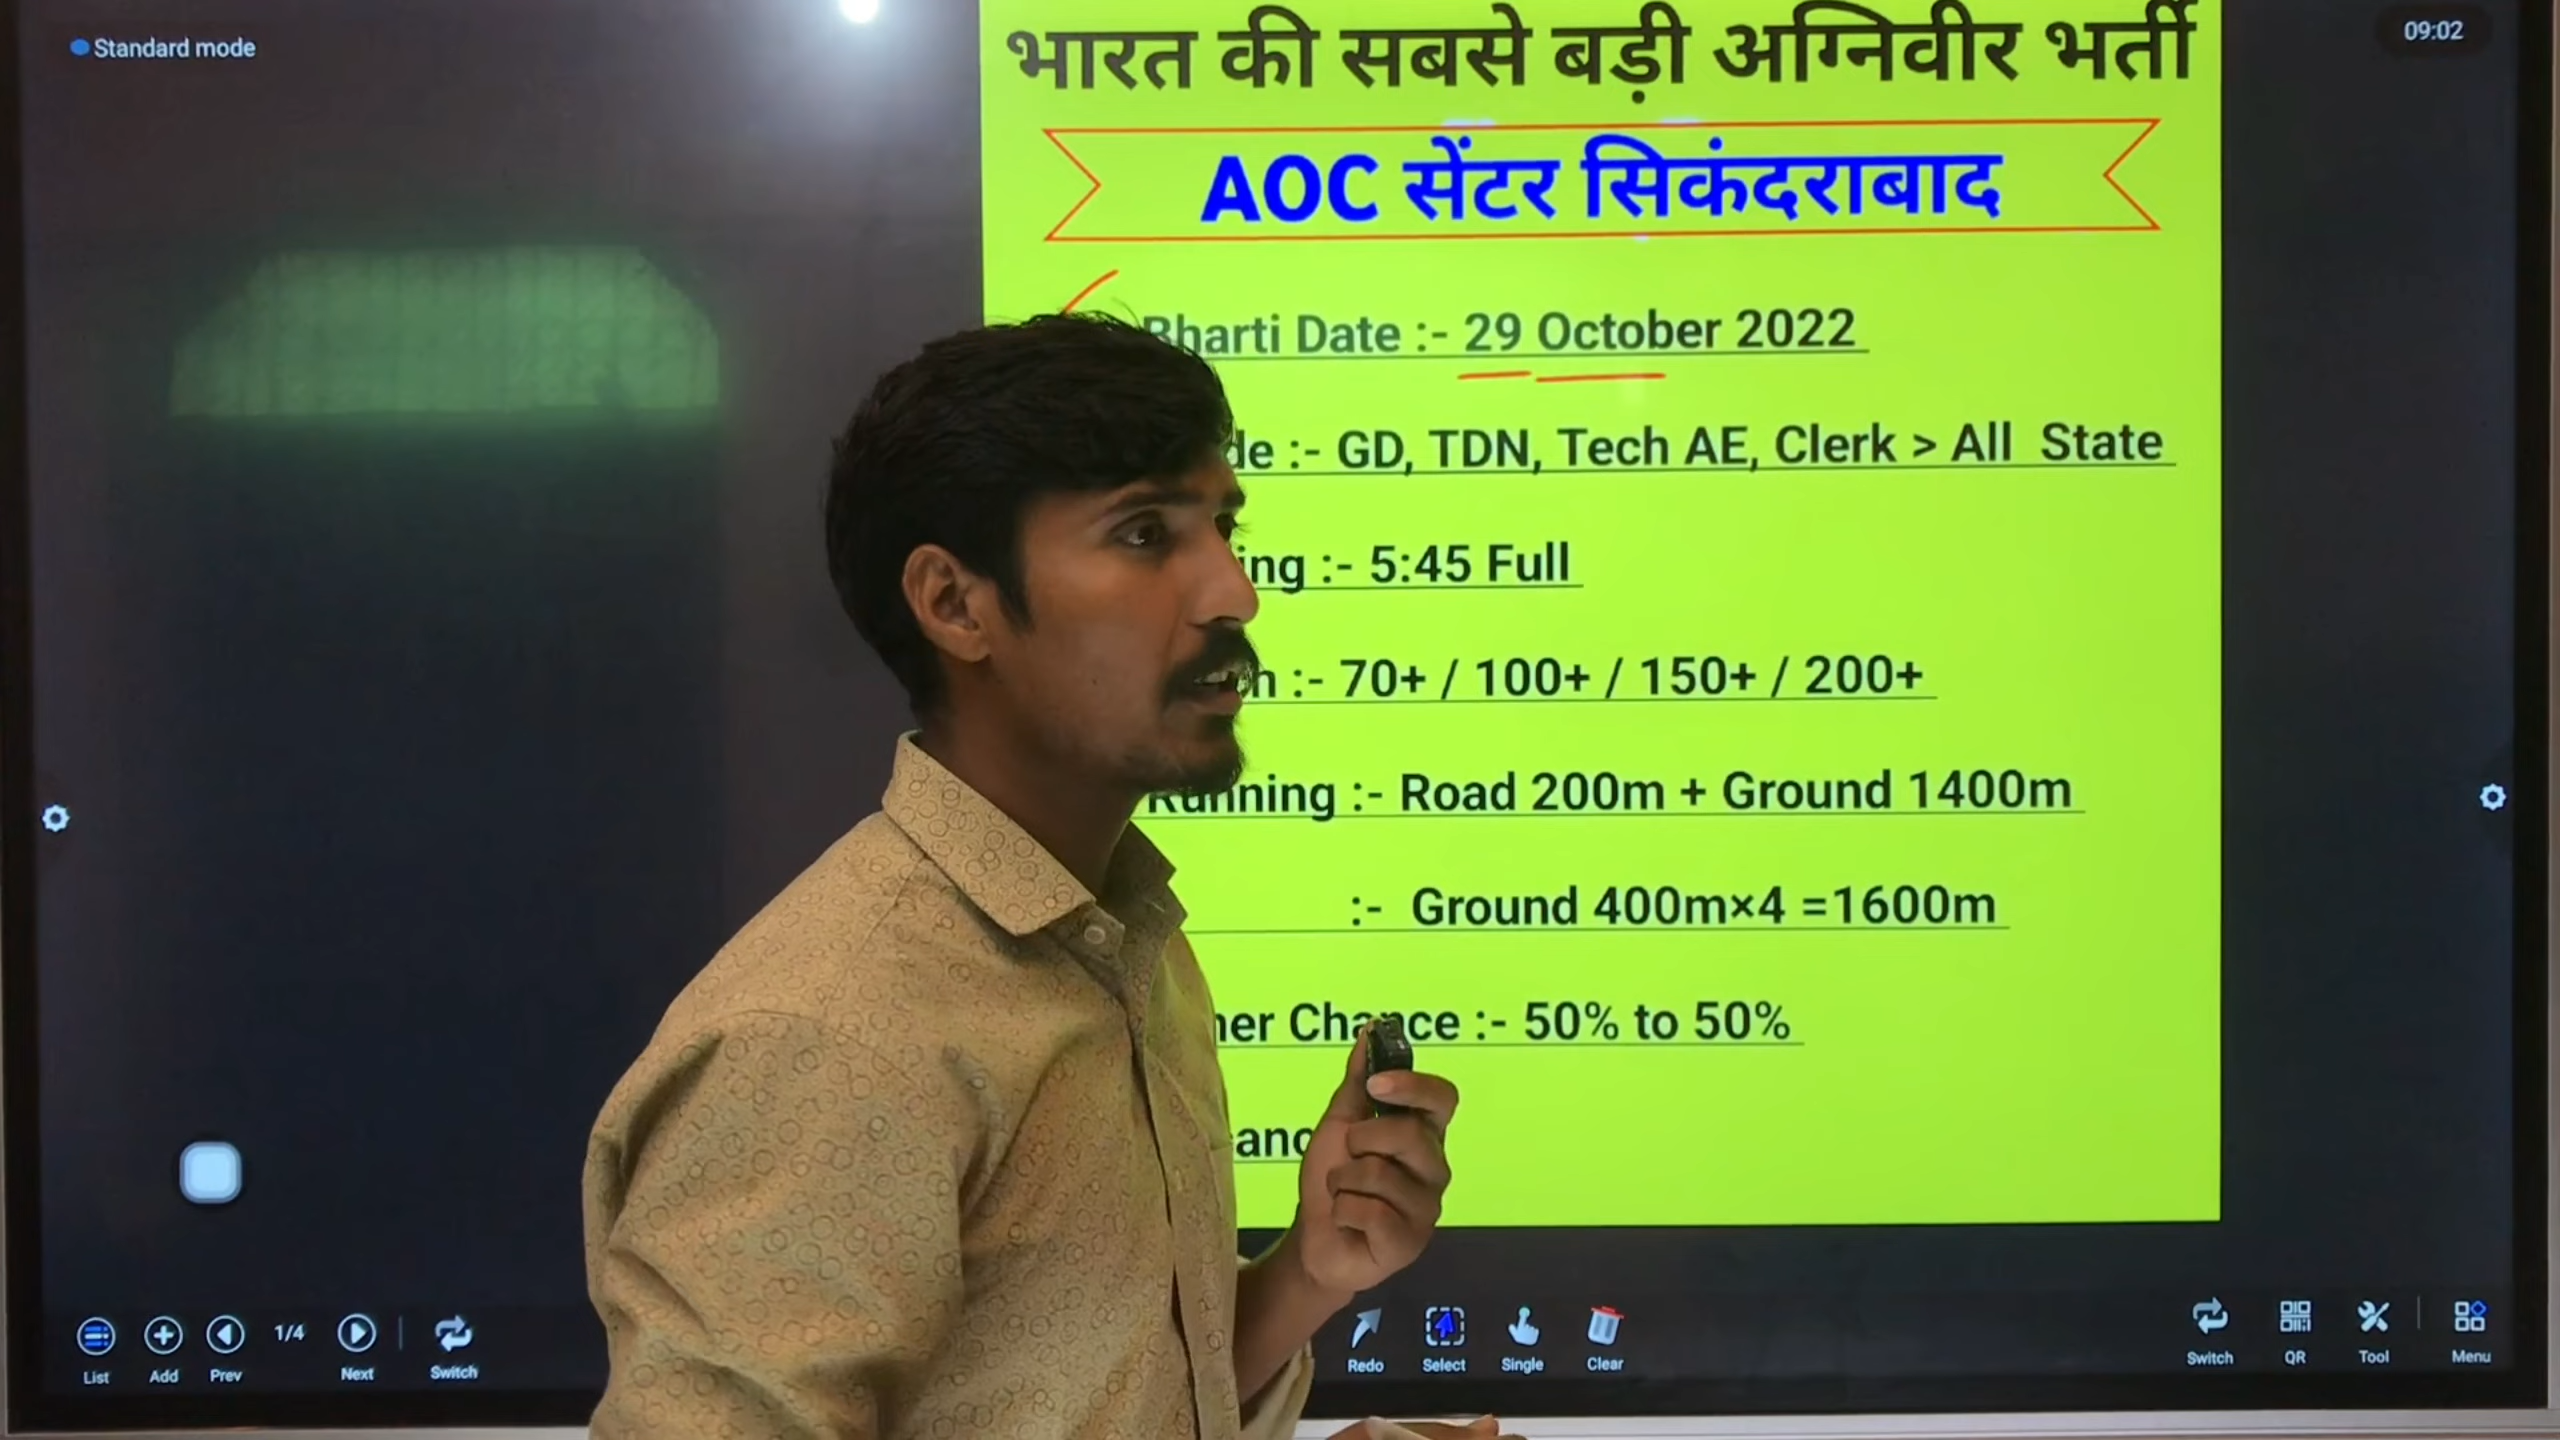 Standard mode
09:02
भारत की सबसे बड़ी अग्निवीर भर्ती
AOC सेंटर सिकंदराबाद
Bharti Date :- 29 October 2022
:- GD, TDN, Tech AE, Clerk > All State
:- 5:45 Full
:- 70+ / 100+ / 150+ / 200+
Running :- Road 200m + Ground 1400m
:- Ground 400m×4 =1600m
Chance :- 50% to 50%
List Add Prev 1/4 Next Switch Redo Select Single Clear Switch QR Tool Menu